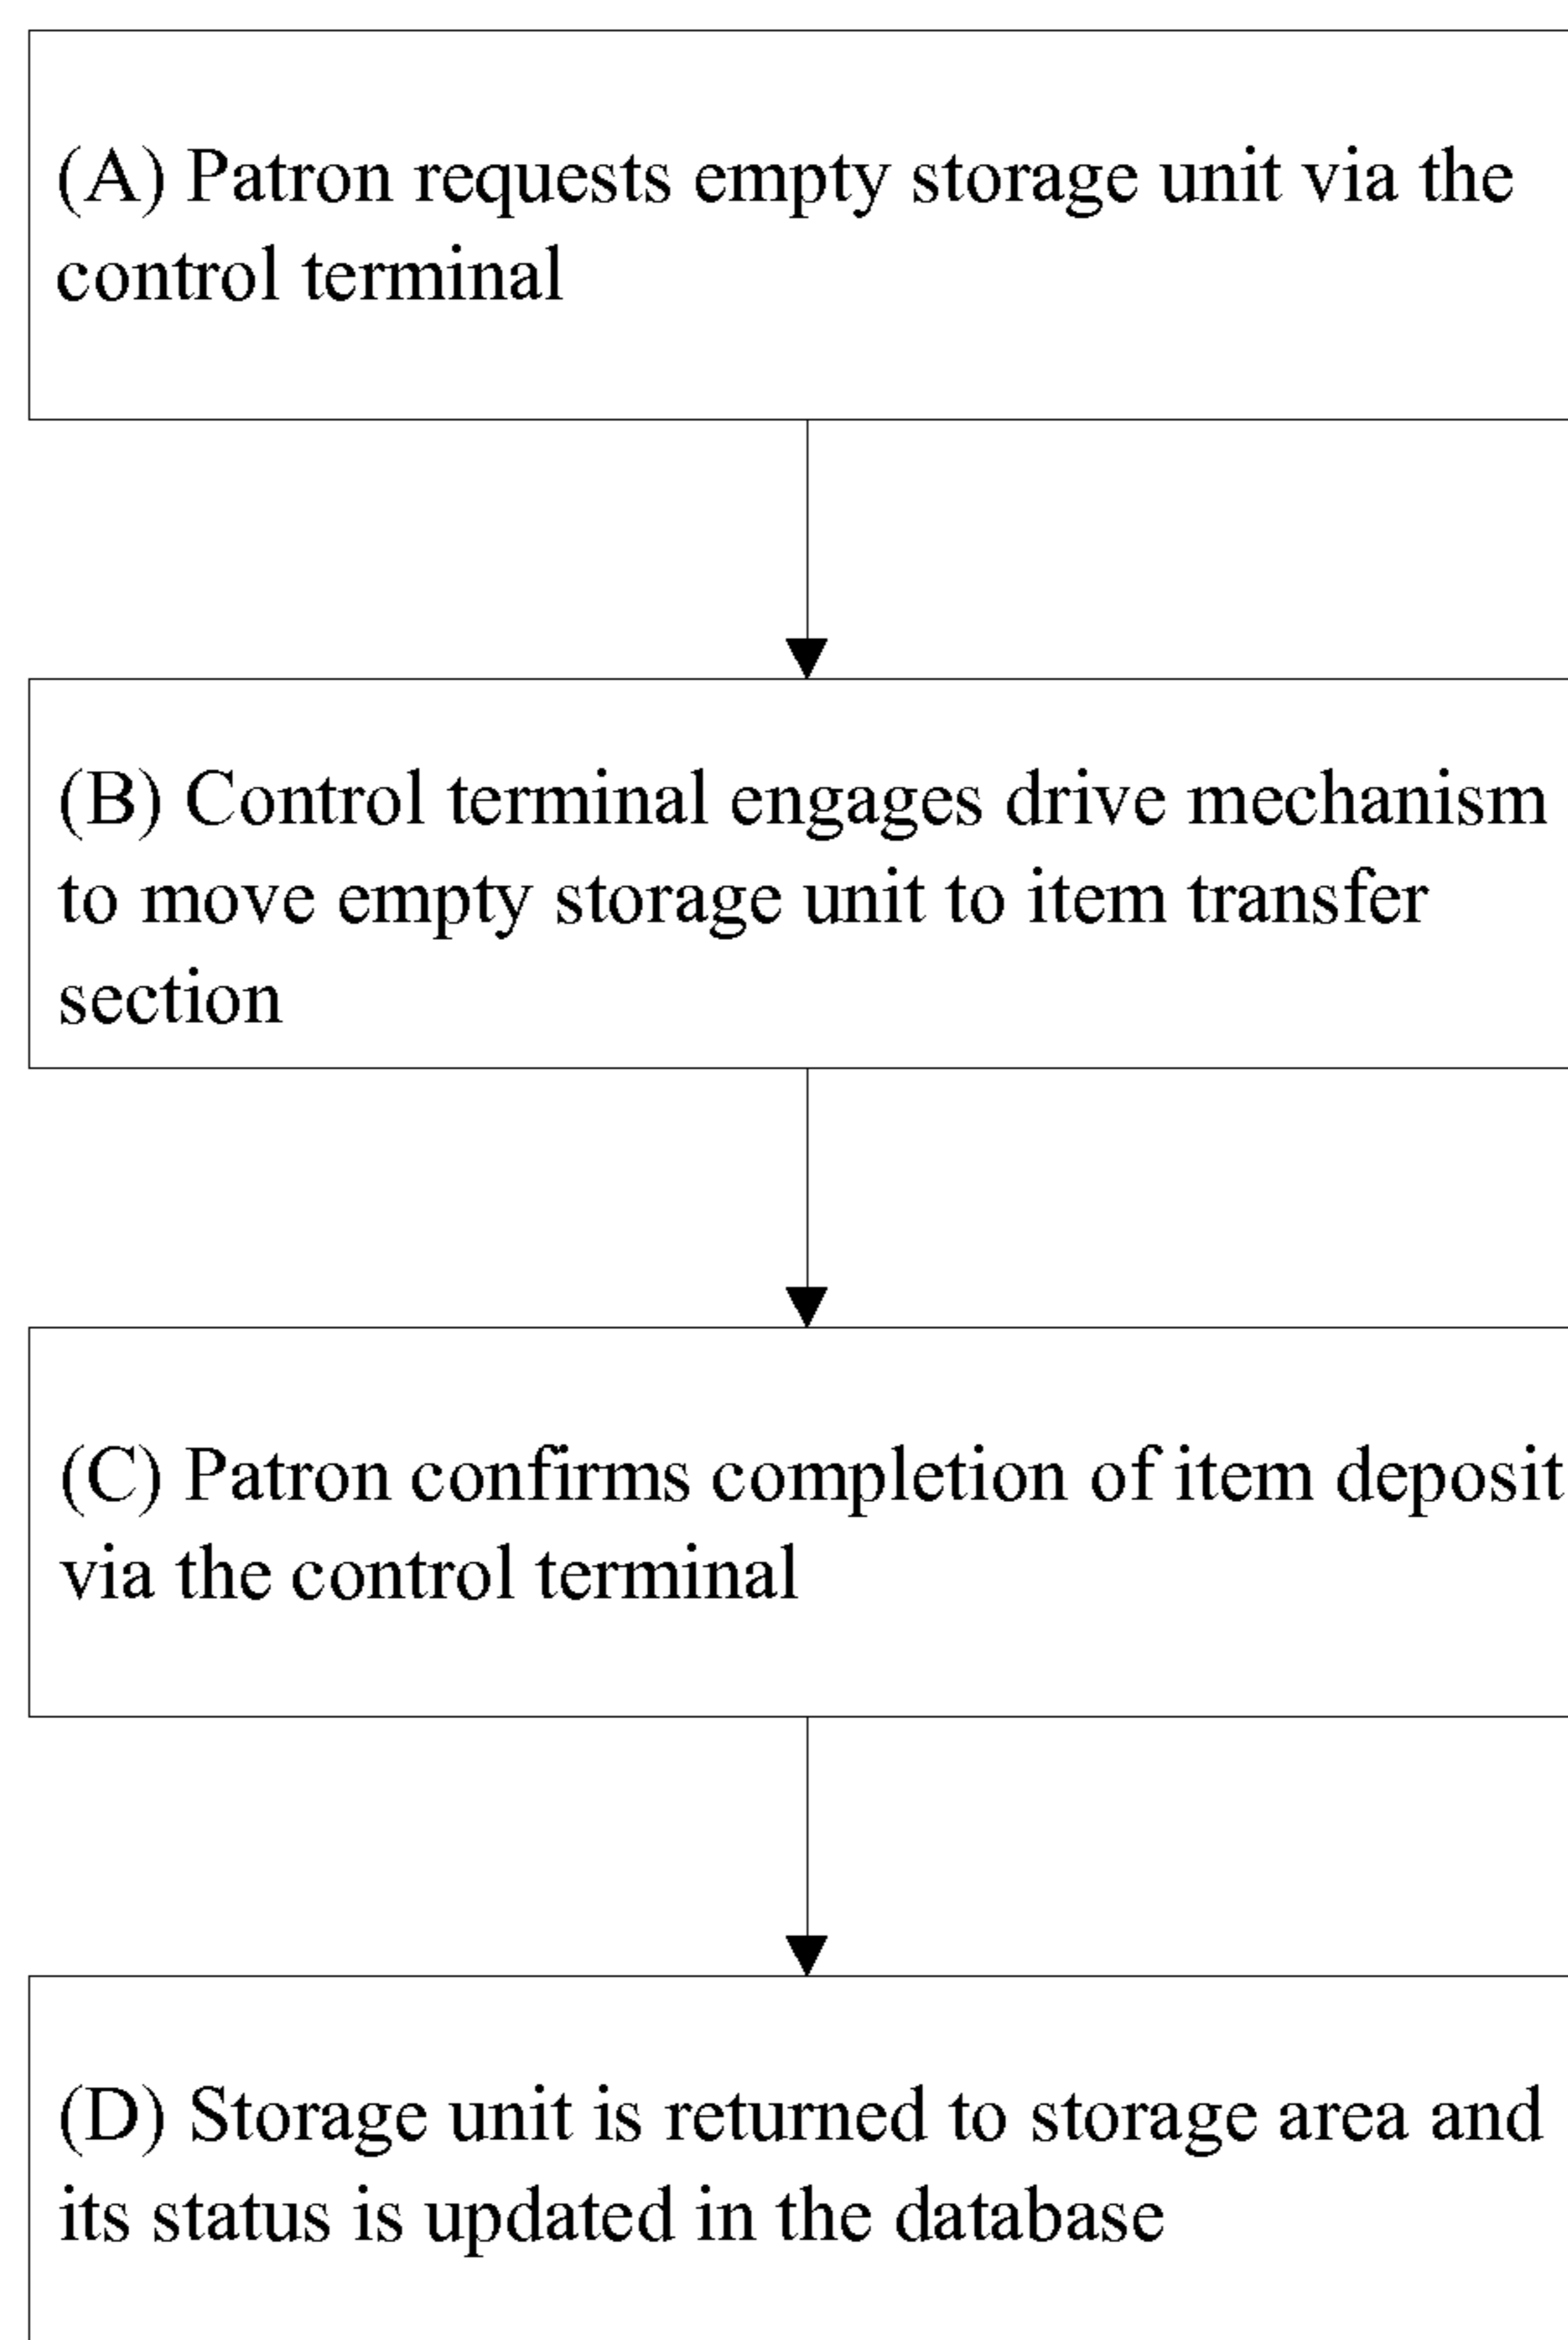 (A) Patron requests empty storage unit via the
control terminal
(B) Control terminal engages drive mechanism
to move empty storage unit to item transfer
section
(C) Patron confirms completion of item deposit
via the control terminal
(D) Storage unit is returned to storage area and
its status is updated in the database